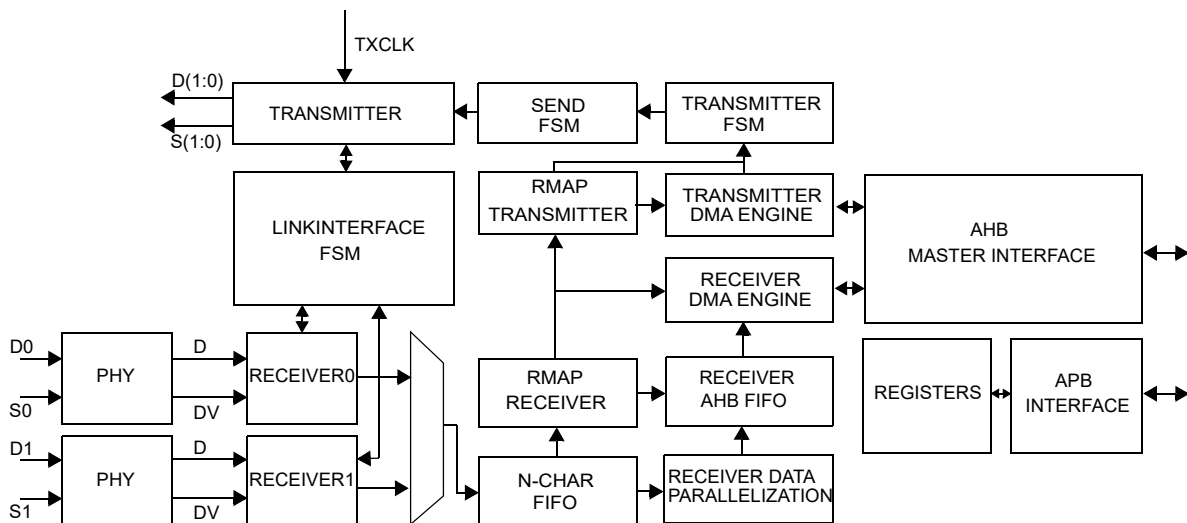 TXCLK
D(1:0)
S(1:0)
TRANSMITTER
SEND
FSM
TRANSMITTER
FSM
LINKINTERFACE
FSM
RMAP
TRANSMITTER
TRANSMITTER
DMA ENGINE
AHB
MASTER INTERFACE
RECEIVER
DMA ENGINE
D0
S0
PHY
D
DV
RECEIVER0
RMAP
RECEIVER
RECEIVER
AHB FIFO
REGISTERS
APB
INTERFACE
D1
S1
PHY
D
DV
RECEIVER1
N-CHAR
FIFO
RECEIVER DATA
PARALLELIZATION